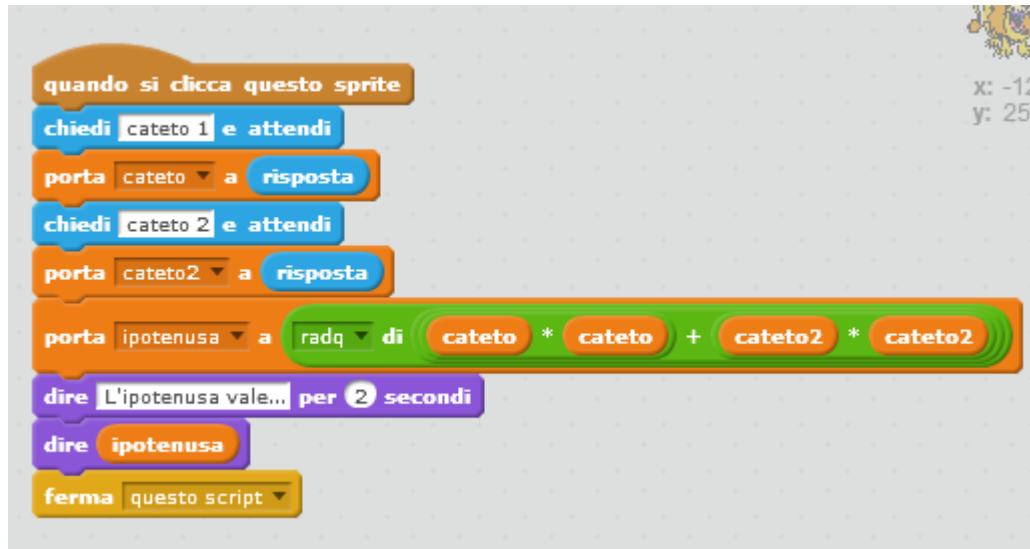 quando si clicca questo sprite
x: -12
chiedi cateto 1 e attendi
y: 25
porta cateto a risposta
chiedi cateto 2 e attendi
porta cateto2 a risposta
porta ipotenusa a radq di cateto * cateto + cateto2 * cateto2
dire L'ipotenusa vale... per 2 secondi
dire ipotenusa
ferma questo script